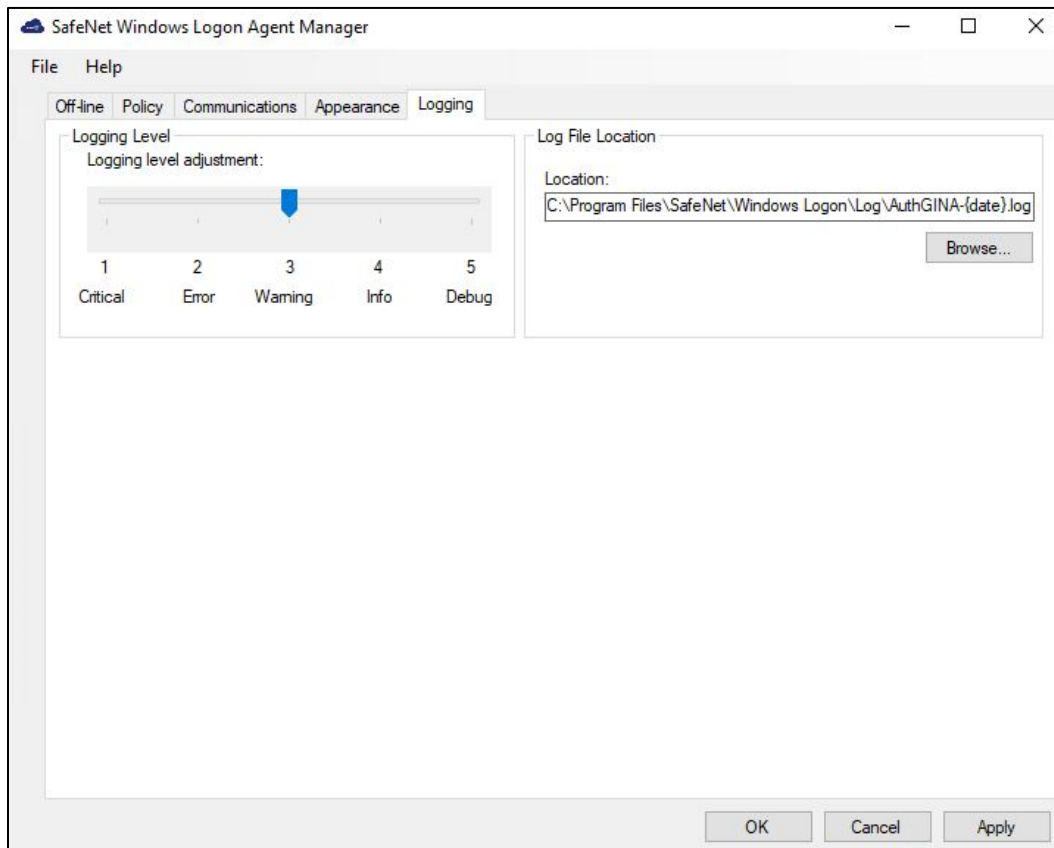 SafeNet Windows Logon Agent Manager
File Help
Off-line Policy Communications Appearance Logging
Logging Level
Logging level adjustment:
1 2 3 4 5
Critical Error Warning Info Debug
Log File Location
Location:
C:\Program Files\SafeNet\Windows Logon\Log\AuthGINA-{date}.log
Browse...
OK Cancel Apply